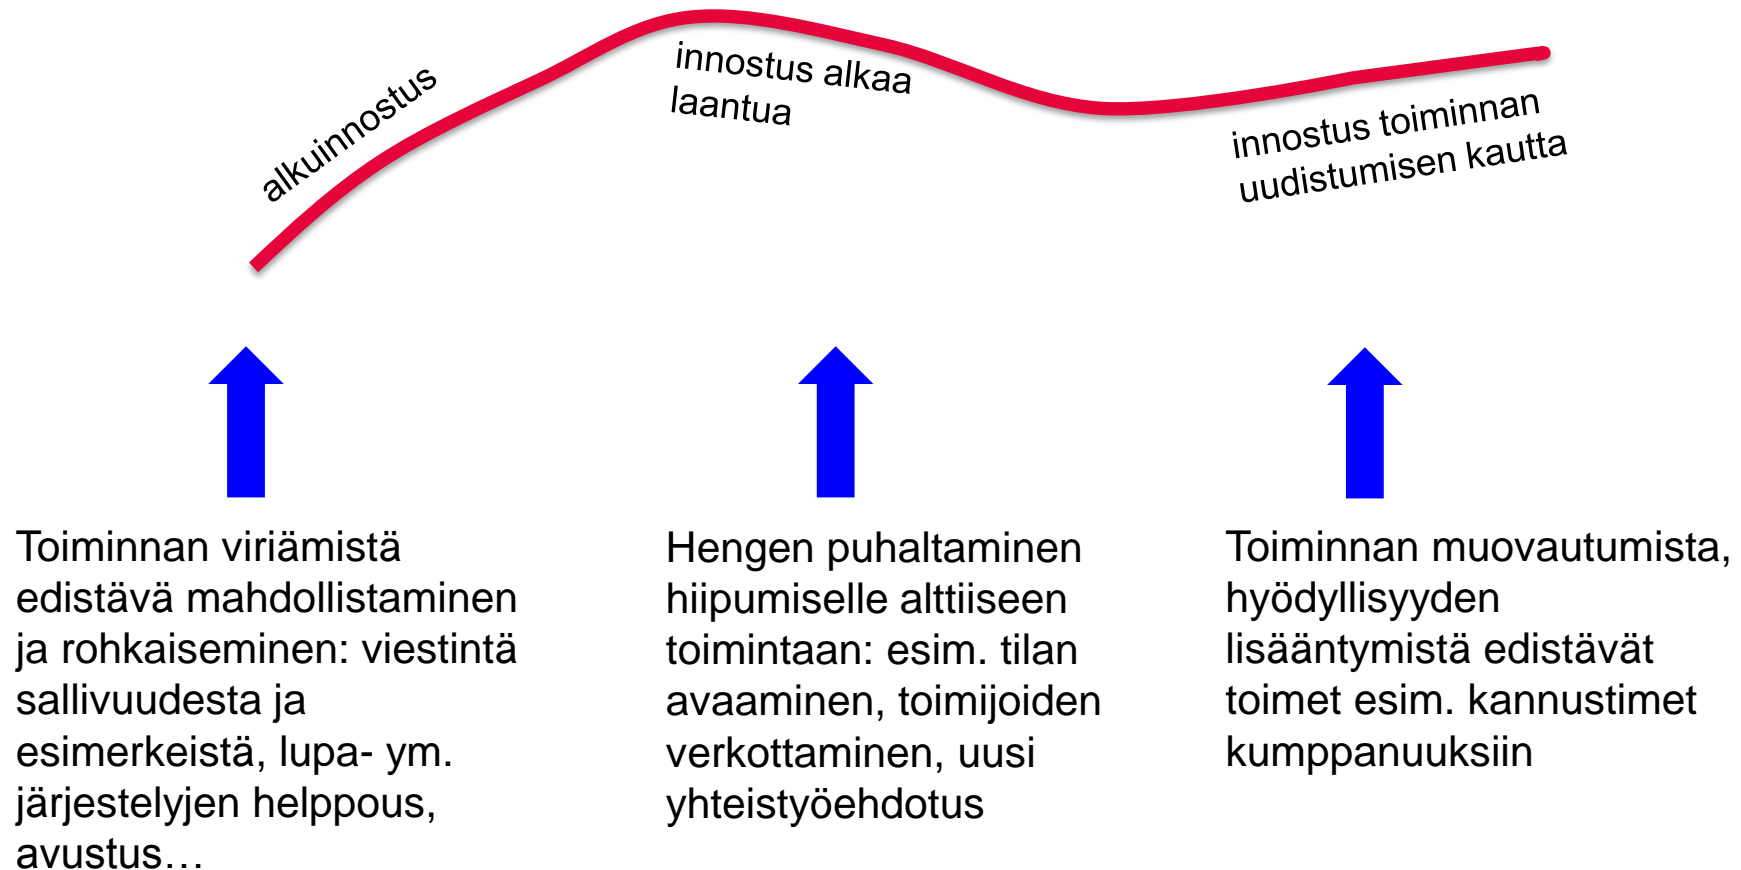 alkuinnostus
innostus alkaa
laantua
innostus toiminnan
uudistumisen kautta
Toiminnan viriämistä
edistävä mahdollistaminen
ja rohkaiseminen: viestintä
sallivuudesta ja
esimerkeistä, lupa- ym.
järjestelyjen helppous,
avustus…
Hengen puhaltaminen
hiipumiselle alttiiseen
toimintaan: esim. tilan
avaaminen, toimijoiden
verkottaminen, uusi
yhteistyöehdotus
Toiminnan muovautumista,
hyödyllisyyden
lisääntymistä edistävät
toimet esim. kannustimet
kumppanuuksiin